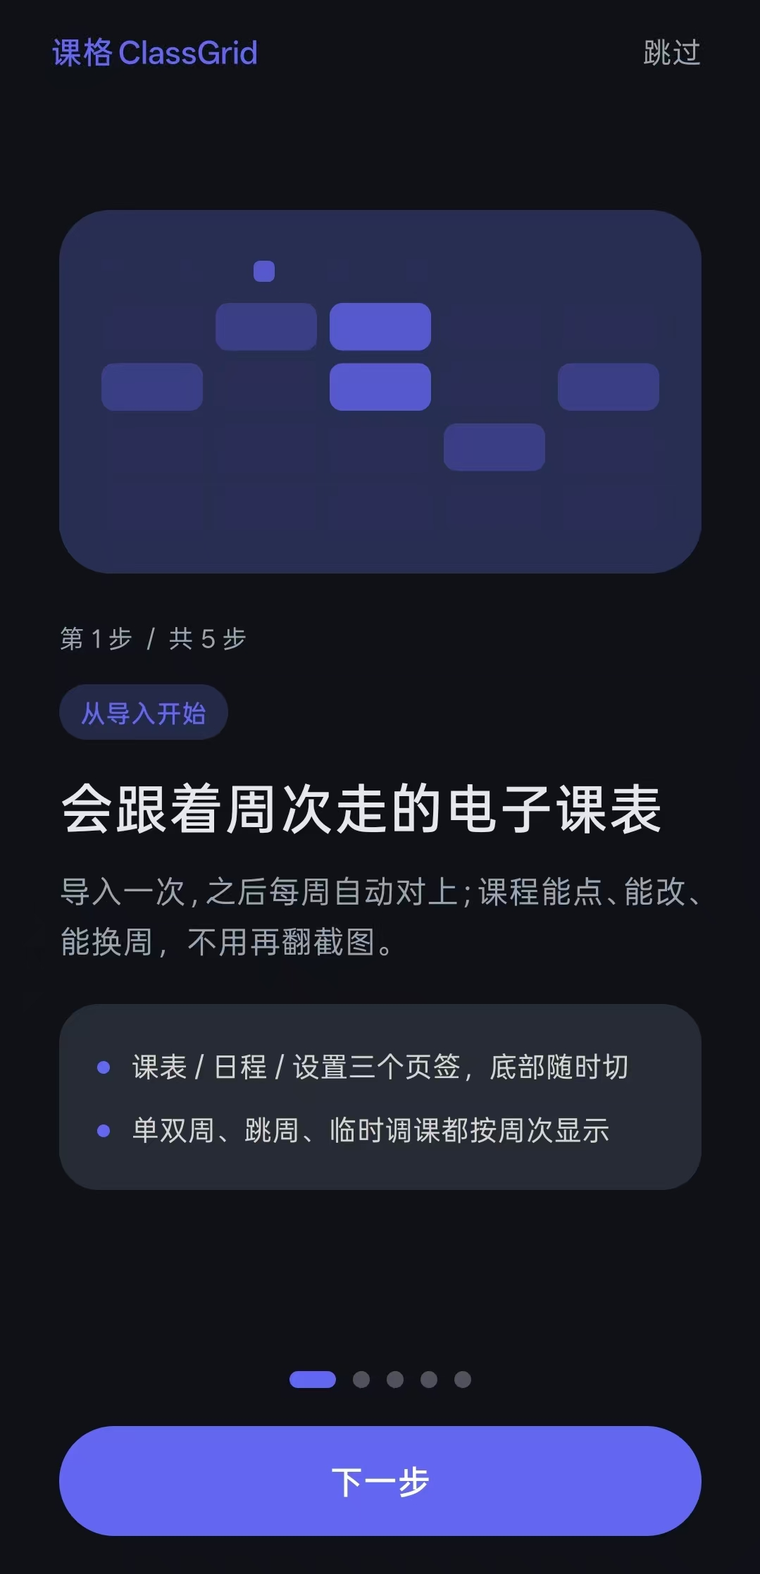 课格 ClassGrid
跳过
第 1 步 / 共 5 步
从导入开始
会跟着周次走的电子课表
导入一次，之后每周自动对上；课程能点、能改、
能换周，不用再翻截图。
课表 / 日程 / 设置三个页签，底部随时切
单双周、跳周、临时调课都按周次显示
下一步